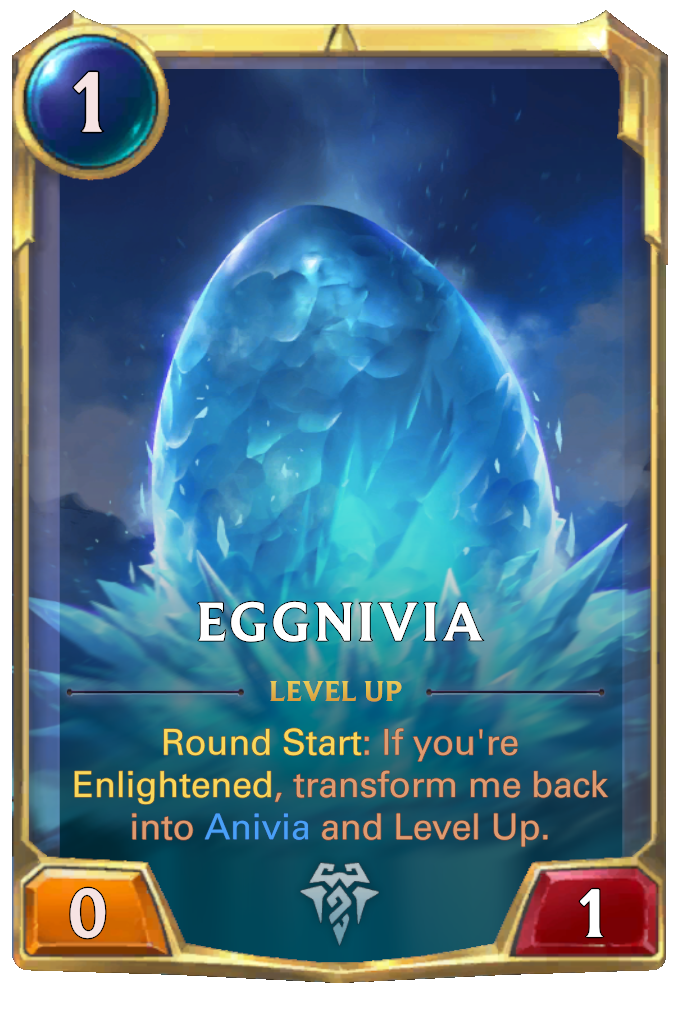 1
EGGNIVIA
LEVEL UP
Round Start: If you're
Enlightened, transform me back
into Anivia and Level Up.
0
1